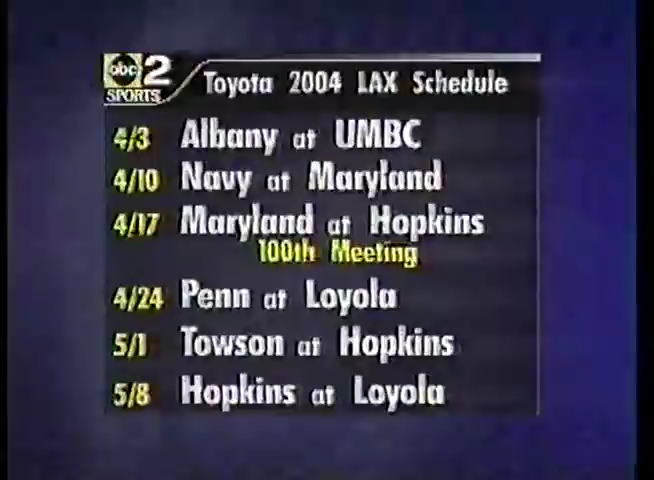 abc 2
SPORTS
Toyota 2004 LAX Schedule
4/3 Albany at UMBC
4/10 Navy at Maryland
4/17 Maryland at Hopkins
100th Meeting
4/24 Penn at Loyola
5/1 Towson at Hopkins
5/8 Hopkins at Loyola